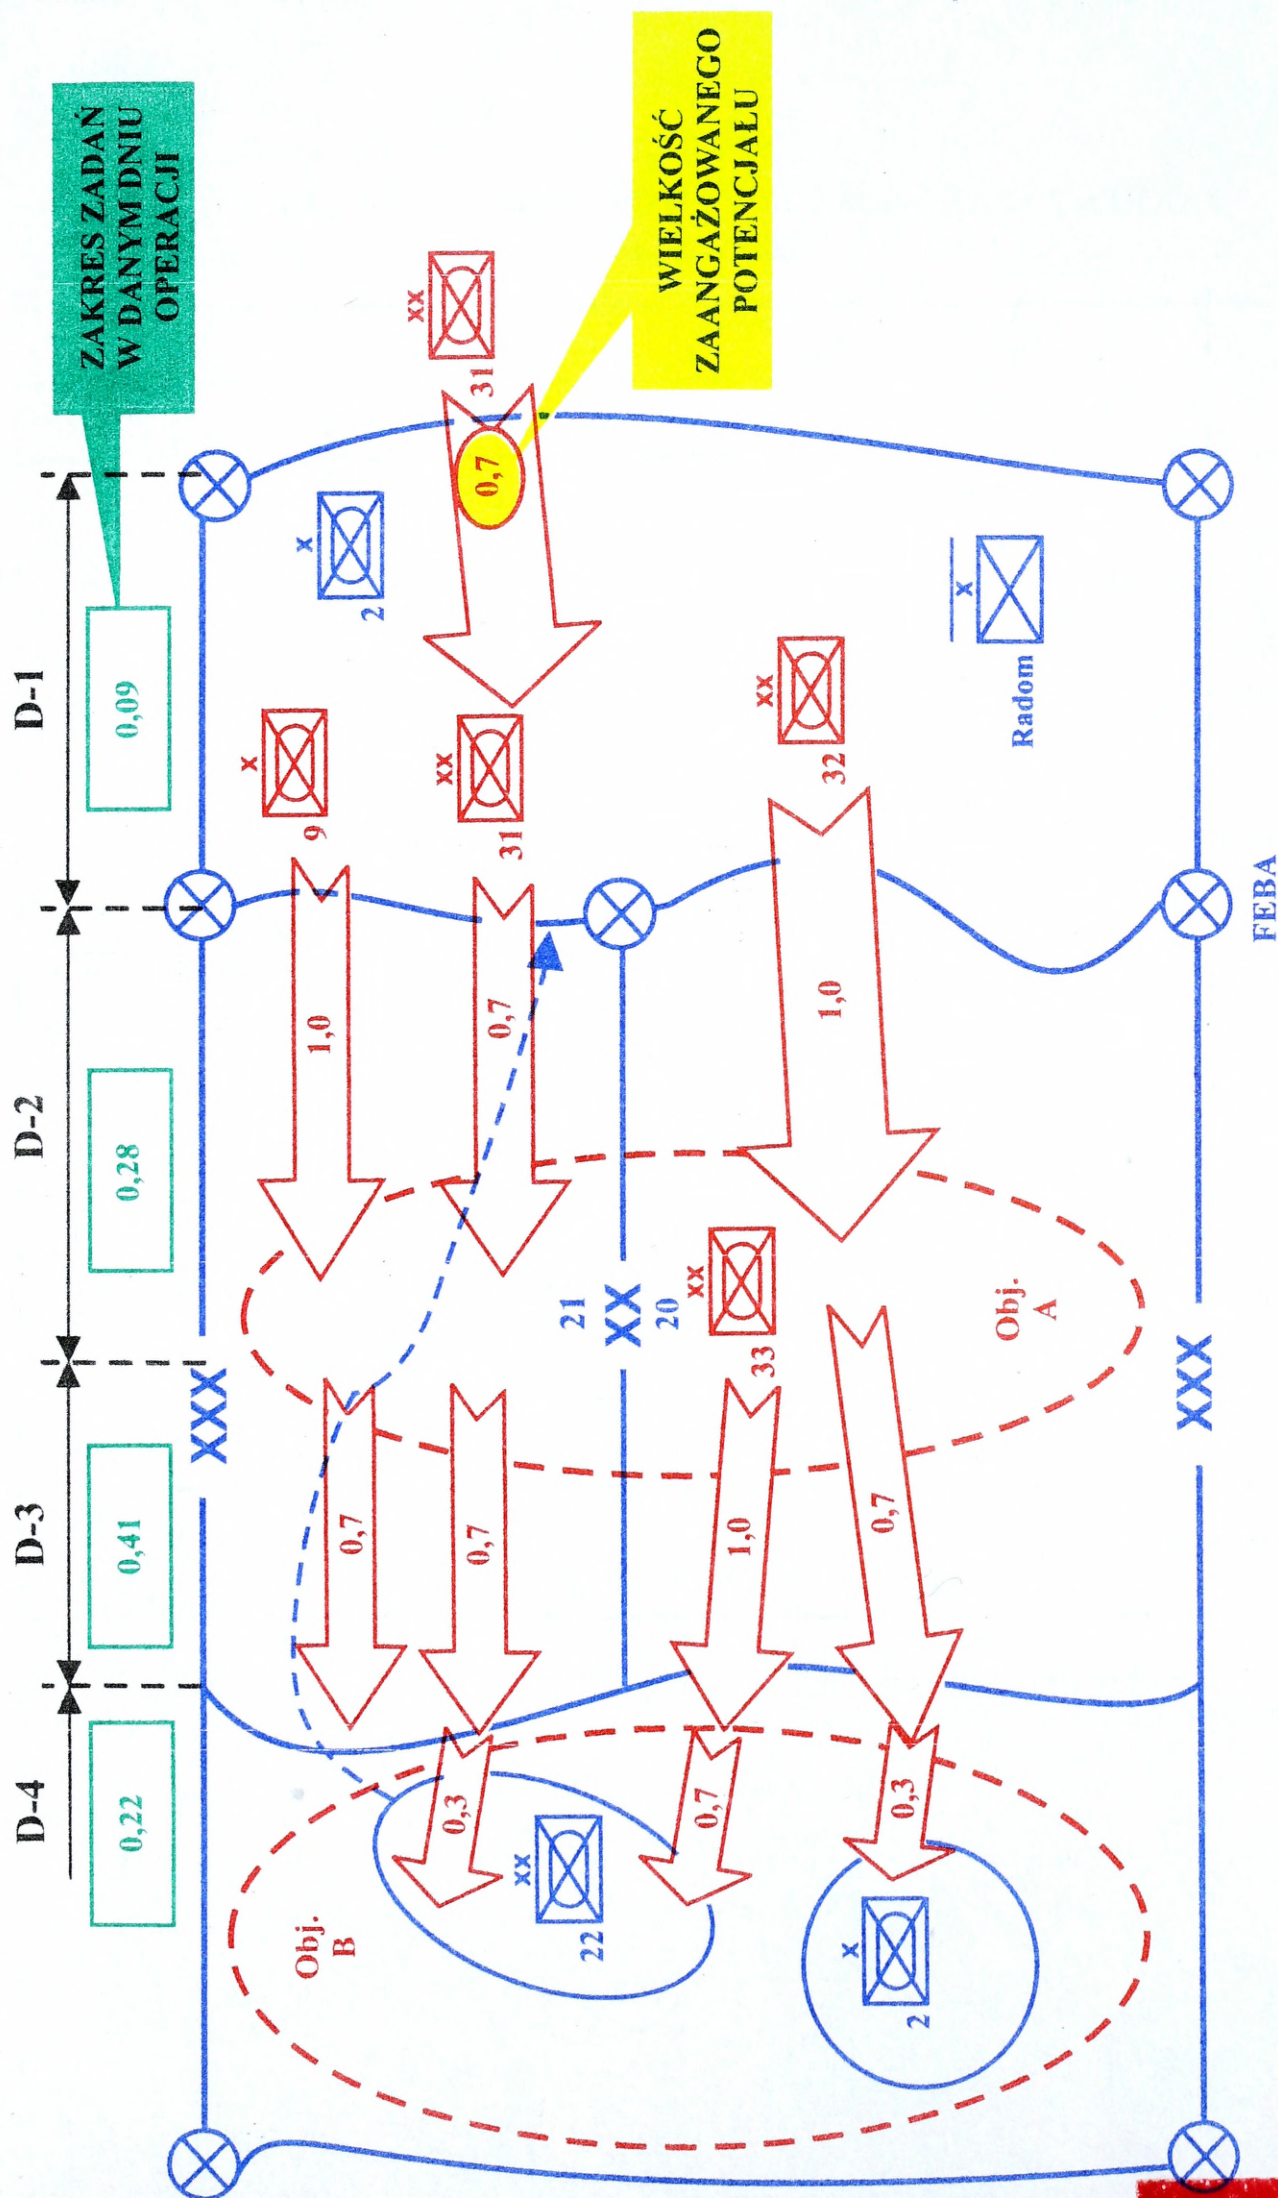 D-4
D-3
D-2
D-1
0,22
0,41
0,28
0,09
ZAKRES ZADAŃ
W DANYM DNIU
OPERACJI
XXX
Obj.
B
0,3
0,7
0,7
1,0
0,7
x
9
xx
31
x
2
0,7
xx
31
xx
22
21
XX
20
0,7
1,0
xx
33
0,3
0,7
1,0
xx
32
WIELKOŚĆ
ZAANGAŻOWANEGO
POTENCJAŁU
x
2
Obj.
A
x
Radom
XXX
FEBA